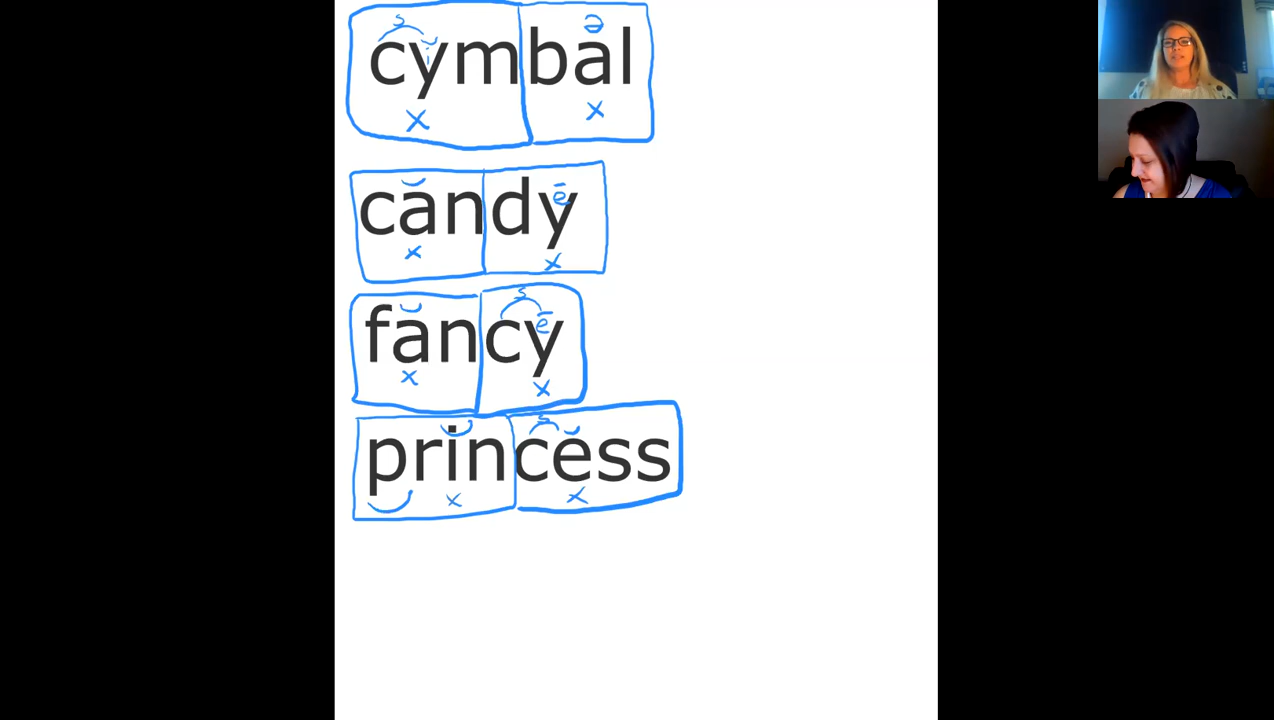 s ə
cymbal
x x
ē
candy
x x
s ē
fancy
x x
s
princess
x x